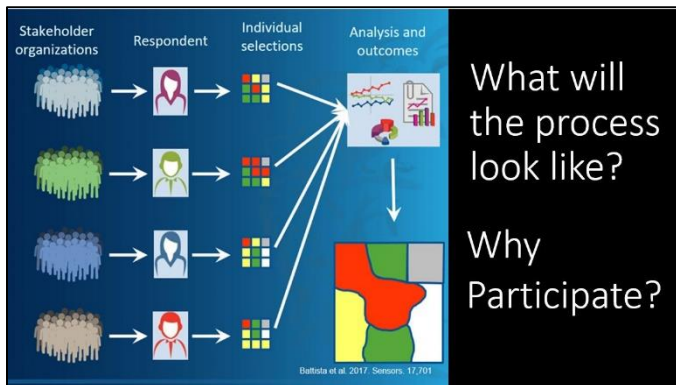 Stakeholder
organizations
Respondent
Individual
selections
Analysis and
outcomes
What will
the process
look like?
Why
Participate?
Battista et al. 2017. Sensors. 17,701